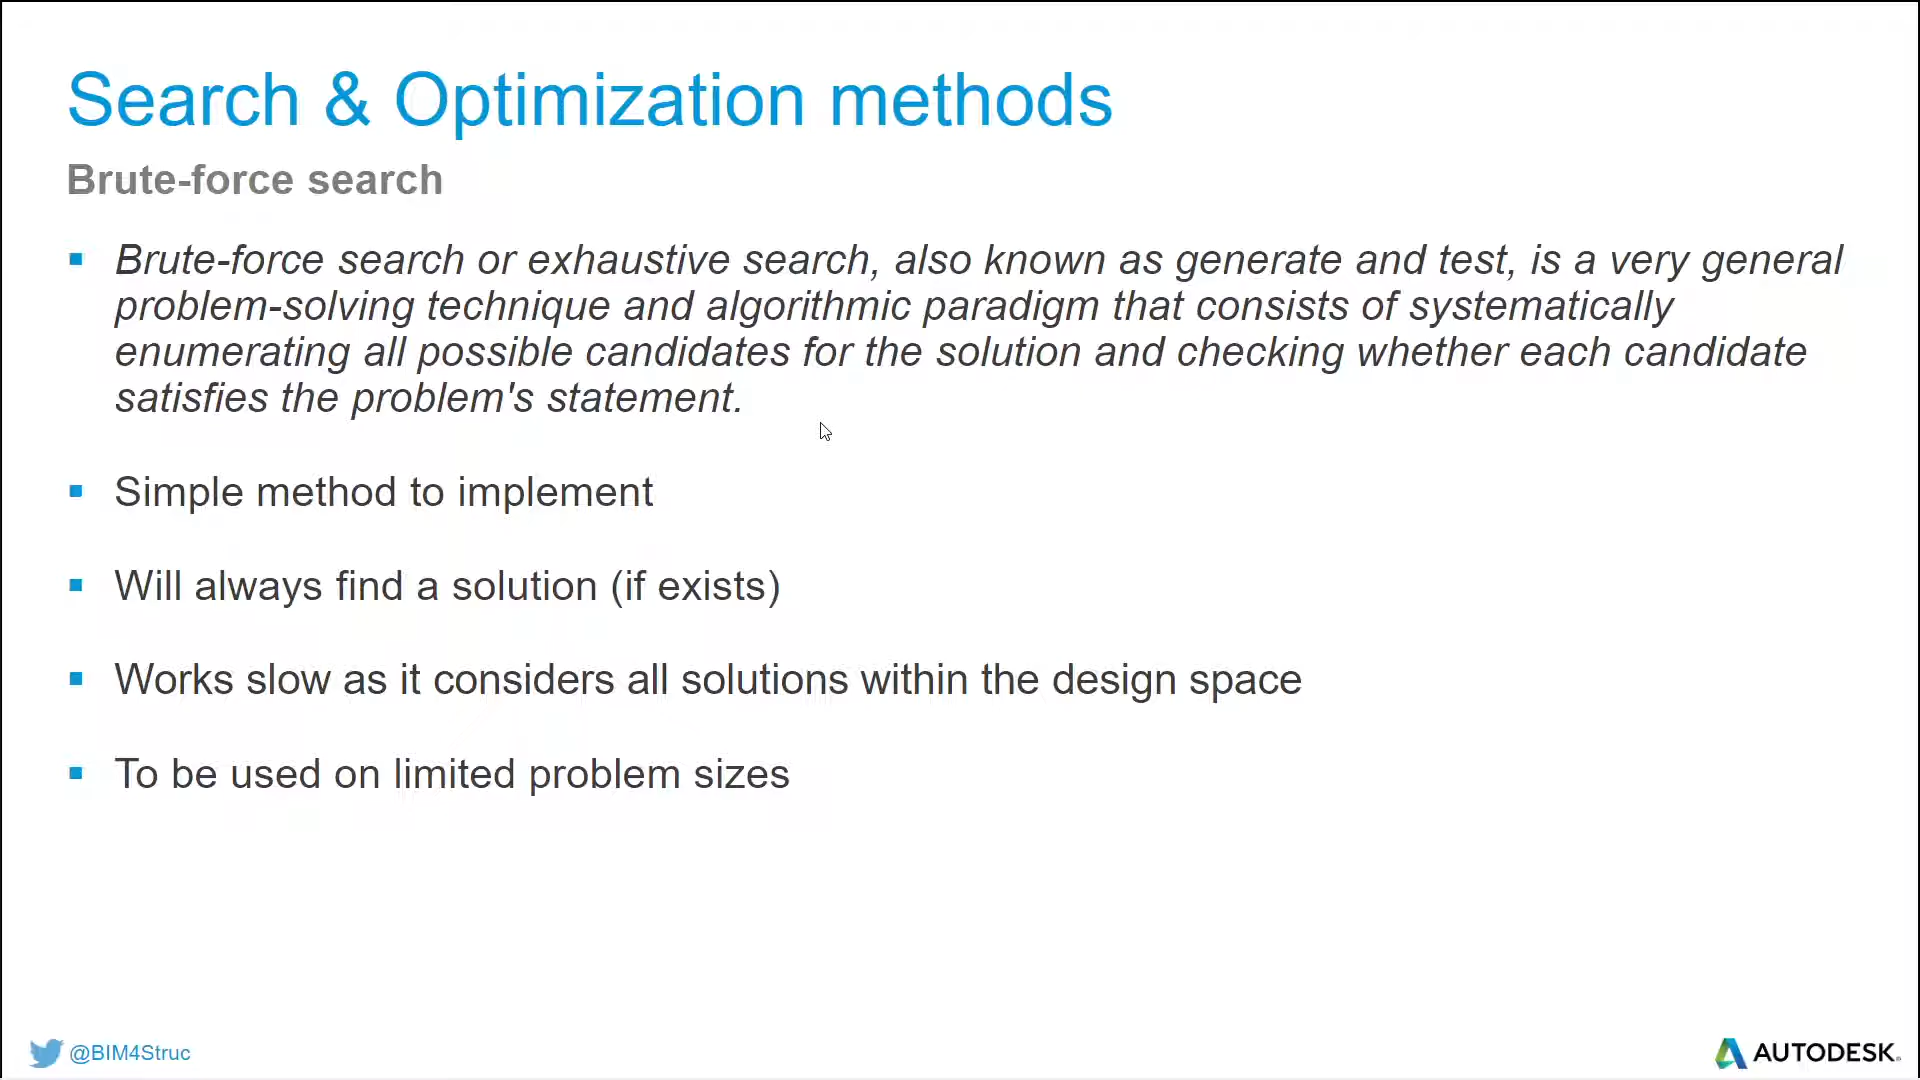 Search & Optimization methods
Brute-force search
Brute-force search or exhaustive search, also known as generate and test, is a very general
problem-solving technique and algorithmic paradigm that consists of systematically
enumerating all possible candidates for the solution and checking whether each candidate
satisfies the problem's statement.
Simple method to implement
Will always find a solution (if exists)
Works slow as it considers all solutions within the design space
To be used on limited problem sizes
@BIM4Struc
AUTODESK.